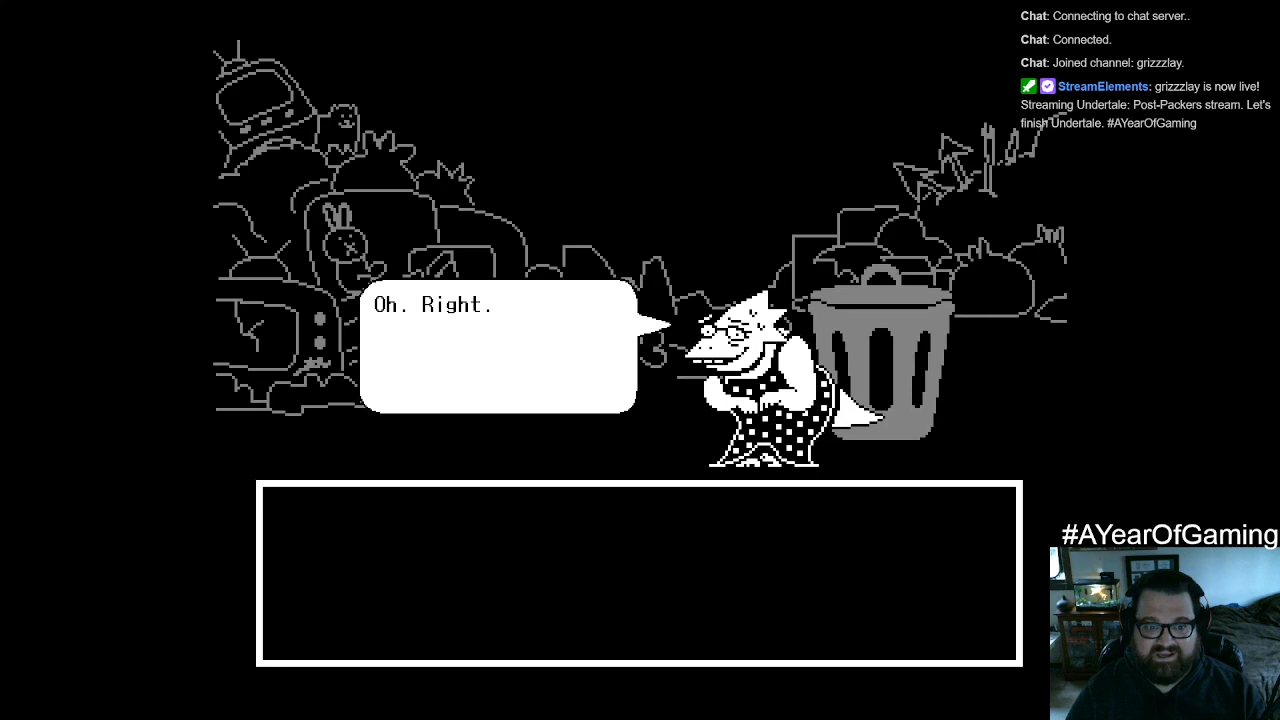 Chat: Connecting to chat server..
Chat: Connected.
Chat: Joined channel: grizzzlay.
StreamElements: grizzzlay is now live!
Streaming Undertale: Post-Packers stream. Let's
finish Undertale. #AYearOfGaming
Oh. Right.
#AYearOfGaming